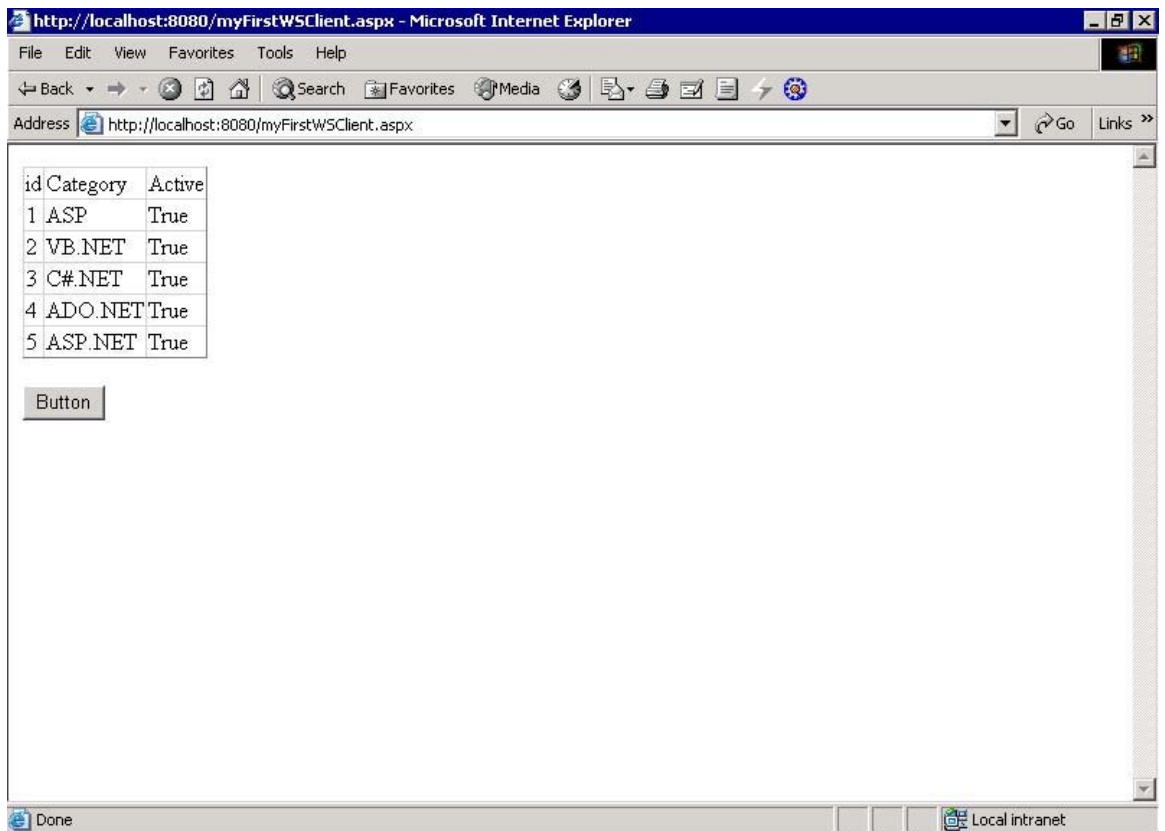 http://localhost:8080/myFirstWSClient.aspx - Microsoft Internet Explorer
File Edit View Favorites Tools Help
Back Search Favorites Media
Address http://localhost:8080/myFirstWSClient.aspx Go Links »
id Category Active
1 ASP True
2 VB.NET True
3 C#.NET True
4 ADO.NET True
5 ASP.NET True
Button
Done Local intranet